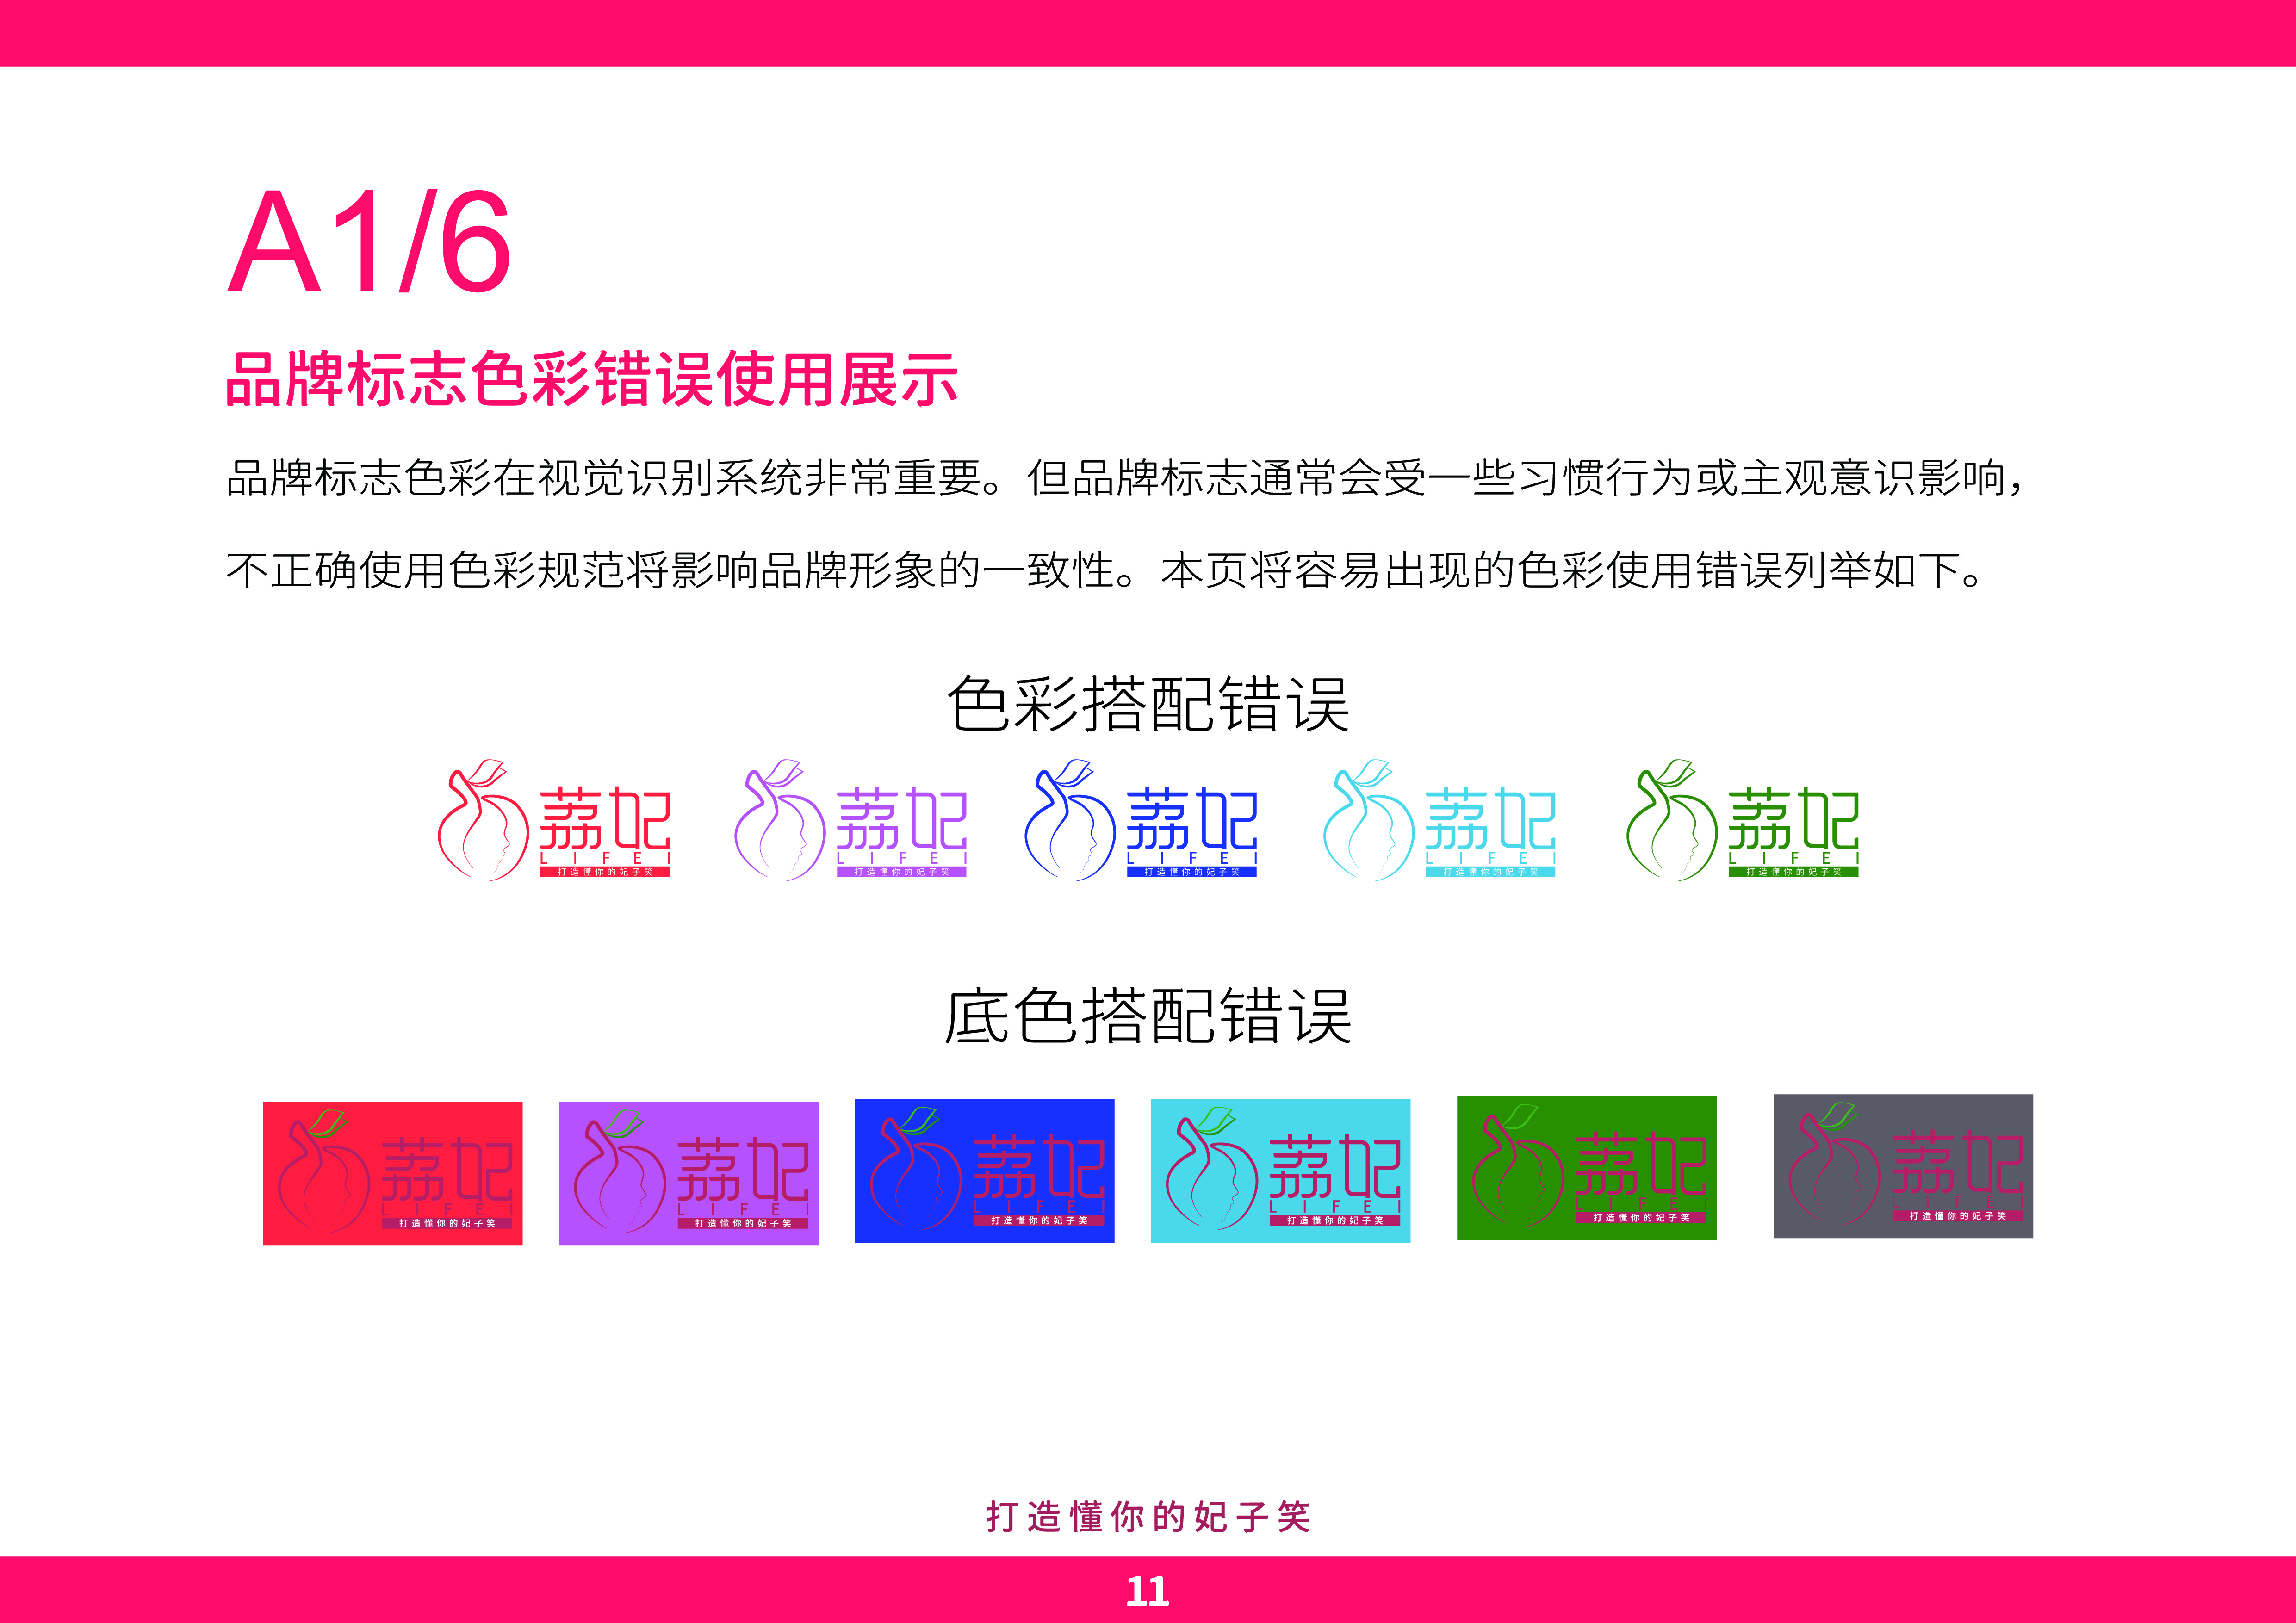 A1/6
品牌标志色彩错误使用展示
品牌标志色彩在视觉识别系统非常重要。但品牌标志通常会受一些习惯行为或主观意识影响，
不正确使用色彩规范将影响品牌形象的一致性。本页将容易出现的色彩使用错误列举如下。
色彩搭配错误
荔妃 荔妃 荔妃 荔妃 荔妃
LIFEI LIFEI LIFEI LIFEI LIFEI
打造懂你的妃子笑 打造懂你的妃子笑 打造懂你的妃子笑 打造懂你的妃子笑 打造懂你的妃子笑
底色搭配错误
荔妃 荔妃 荔妃 荔妃 荔妃 荔妃
LIFEI LIFEI LIFEI LIFEI LIFEI LIFEI
打造懂你的妃子笑 打造懂你的妃子笑 打造懂你的妃子笑 打造懂你的妃子笑 打造懂你的妃子笑 打造懂你的妃子笑
打造懂你的妃子笑
11